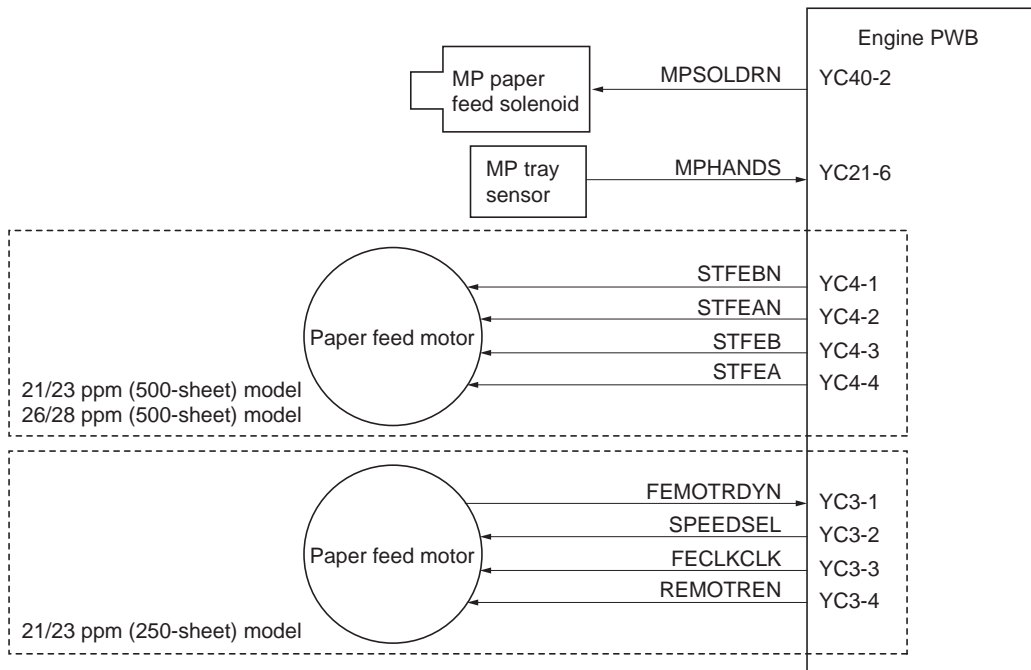 Engine PWB
MP paper
feed solenoid
MPSOLDRN
YC40-2
MP tray
sensor
MPHANDS
YC21-6
Paper feed motor
STFEBN
YC4-1
STFEAN
YC4-2
STFEB
YC4-3
STFEA
YC4-4
21/23 ppm (500-sheet) model
26/28 ppm (500-sheet) model
Paper feed motor
FEMOTRDYN
YC3-1
SPEEDSEL
YC3-2
FECLKCLK
YC3-3
REMOTREN
YC3-4
21/23 ppm (250-sheet) model